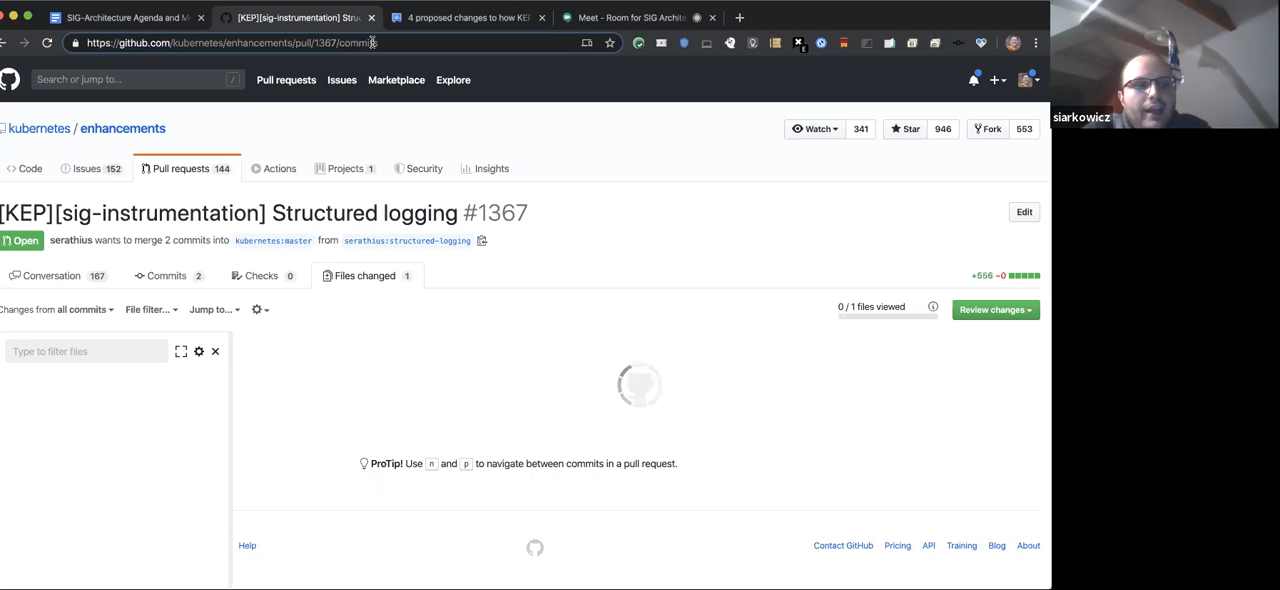 SIG-Architecture Agenda and M
[KEP][sig-instrumentation] Stru
4 proposed changes to how KE
Meet - Room for SIG Archite
https://github.com/kubernetes/enhancements/pull/1367/commits
Search or jump to...
/
Pull requests
Issues
Marketplace
Explore
siarkowicz
kubernetes / enhancements
Watch
341
Star
946
Fork
553
Code
Issues 152
Pull requests 144
Actions
Projects 1
Security
Insights
[KEP][sig-instrumentation] Structured logging #1367
Edit
Open
serathius wants to merge 2 commits into kubernetes:master from serathius:structured-logging
Conversation 167
Commits 2
Checks 0
Files changed 1
+556 −0
Changes from all commits
File filter...
Jump to...
0 / 1 files viewed
Review changes
Type to filter files
ProTip! Use n and p to navigate between commits in a pull request.
Help
Contact GitHub
Pricing
API
Training
Blog
About